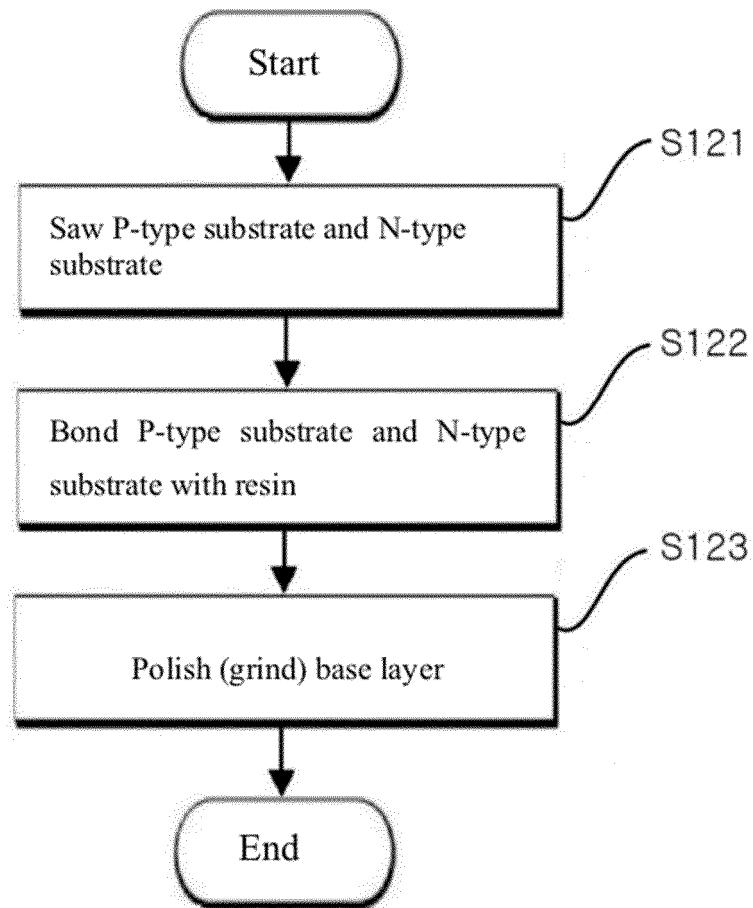 Start
S121
Saw P-type substrate and N-type
substrate
S122
Bond P-type substrate and N-type
substrate with resin
S123
Polish (grind) base layer
End